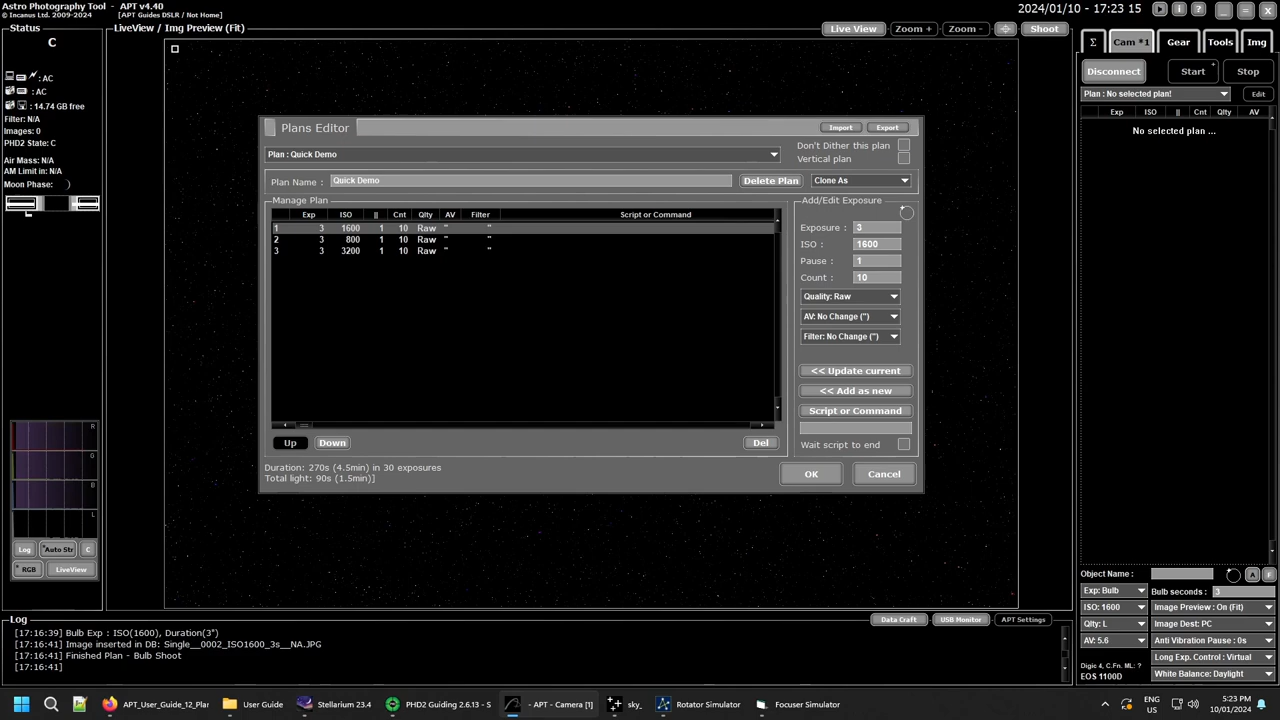 Astro Photography Tool - APT v4.40
© Incanus Ltd. 2009-2024 [APT Guides DSLR / Not Home]
2024/01/10 - 17:23 15
i ?
Status
C
: AC
: AC
: 14.74 GB free
Filter: N/A
Images: 0
PHD2 State: C
Air Mass: N/A
AM Limit in: N/A
Moon Phase:
R
G
B
L
Log Auto Str C
RGB LiveView
LiveView / Img Preview (Fit)
Live View Zoom + Zoom - Shoot
Plans Editor
Import Export
Plan : Quick Demo
Don't Dither this plan
Vertical plan
Plan Name : Quick Demo Delete Plan Clone As
Manage Plan
Exp ISO || Cnt Qlty AV Filter Script or Command
1 3 1600 1 10 Raw " "
2 3 800 1 10 Raw " "
3 3 3200 1 10 Raw " "
Up Down Del
Duration: 270s (4.5min) in 30 exposures
Total light: 90s (1.5min)]
Add/Edit Exposure
Exposure : 3
ISO : 1600
Pause : 1
Count : 10
Quality: Raw
AV: No Change (")
Filter: No Change (")
<< Update current
<< Add as new
Script or Command
Wait script to end
OK Cancel
Σ Cam *1 Gear Tools Img
Disconnect Start + Stop
Plan : No selected plan! Edit
Exp ISO || Cnt Qlty AV
No selected plan ...
Object Name : A F
Exp: Bulb Bulb seconds : 3
ISO: 1600 Image Preview : On (Fit)
Qlty: L Image Dest: PC
AV: 5.6 Anti Vibration Pause : 0s
Long Exp. Control : Virtual
Digic 4, C.Fn. ML: ?
EOS 1100D White Balance: Daylight
Log
Data Craft USB Monitor APT Settings
[17:16:39] Bulb Exp : ISO(1600), Duration(3")
[17:16:41] Image inserted in DB: Single__0002_ISO1600_3s__NA.JPG
[17:16:41] Finished Plan - Bulb Shoot
[17:16:41]
APT_User_Guide_12_Plan
User Guide
Stellarium 23.4
PHD2 Guiding 2.6.13 - S
- APT - Camera [1]
sky_
Rotator Simulator
Focuser Simulator
ENG
US
5:23 PM
10/01/2024